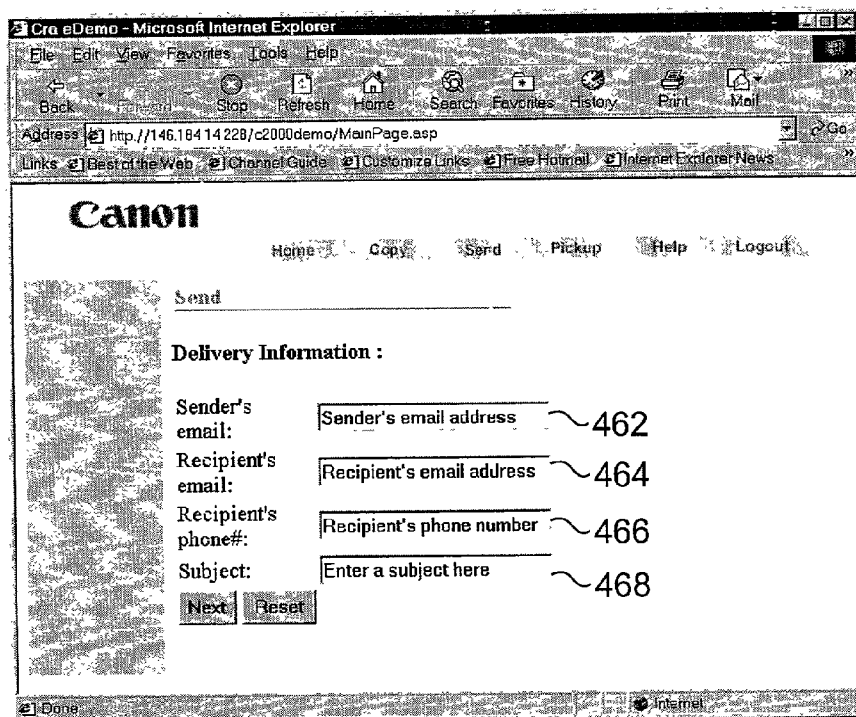 Cra eDemo - Microsoft Internet Explorer
File Edit View Favorites Tools Help
Back Forward Stop Refresh Home Search Favorites History Print Mail »
Address http.//146.184 14 228/c2000demo/MainPage.asp Go
Links Best of the Web Channel Guide Customize Links Free Hotmail Internet Explorer News »
Canon
Home Copy Send Pickup Help Logout
Send
Delivery Information :
Sender's email: Sender's email address 462
Recipient's email: Recipient's email address 464
Recipient's phone#: Recipient's phone number 466
Subject: Enter a subject here 468
Next Reset
Done Internet